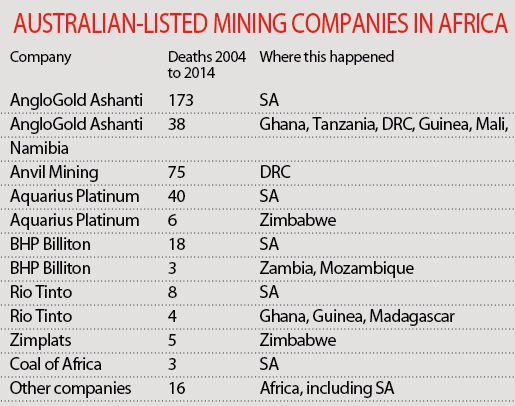 AUSTRALIAN-LISTED MINING COMPANIES IN AFRICA
Company Deaths 2004 to 2014 Where this happened
AngloGold Ashanti 173 SA
AngloGold Ashanti 38 Ghana, Tanzania, DRC, Guinea, Mali,
Namibia
Anvil Mining 75 DRC
Aquarius Platinum 40 SA
Aquarius Platinum 6 Zimbabwe
BHP Billiton 18 SA
BHP Billiton 3 Zambia, Mozambique
Rio Tinto 8 SA
Rio Tinto 4 Ghana, Guinea, Madagascar
Zimplats 5 Zimbabwe
Coal of Africa 3 SA
Other companies 16 Africa, including SA